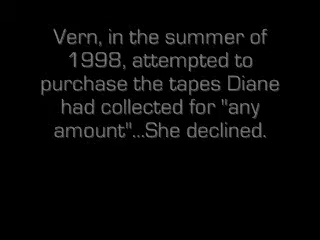 Vern, in the summer of
1998, attempted to
purchase the tapes Diane
had collected for "any
amount"...She declined.